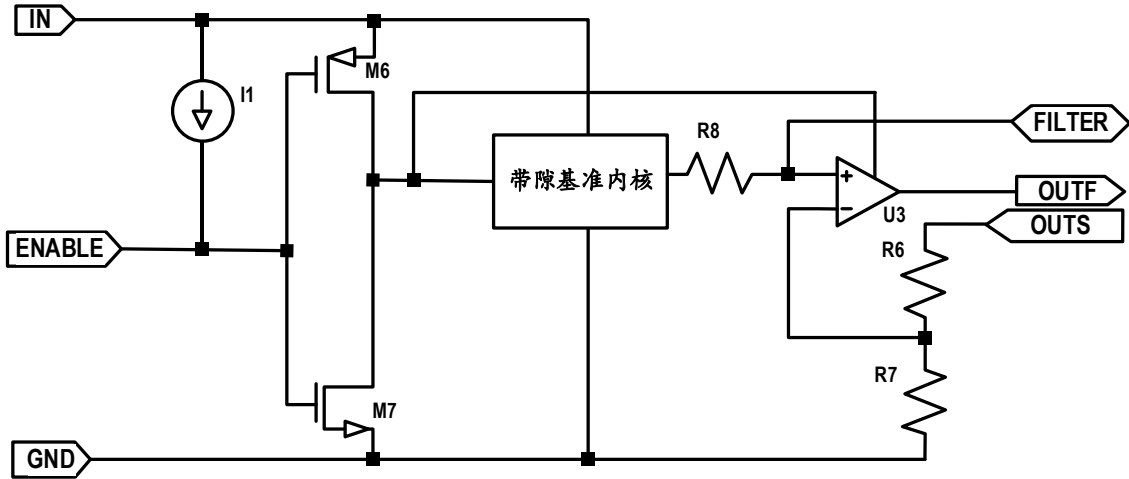 IN
I1
M6
R8
FILTER
带隙基准内核
+
−
U3
OUTF
OUTS
ENABLE
R6
R7
M7
GND